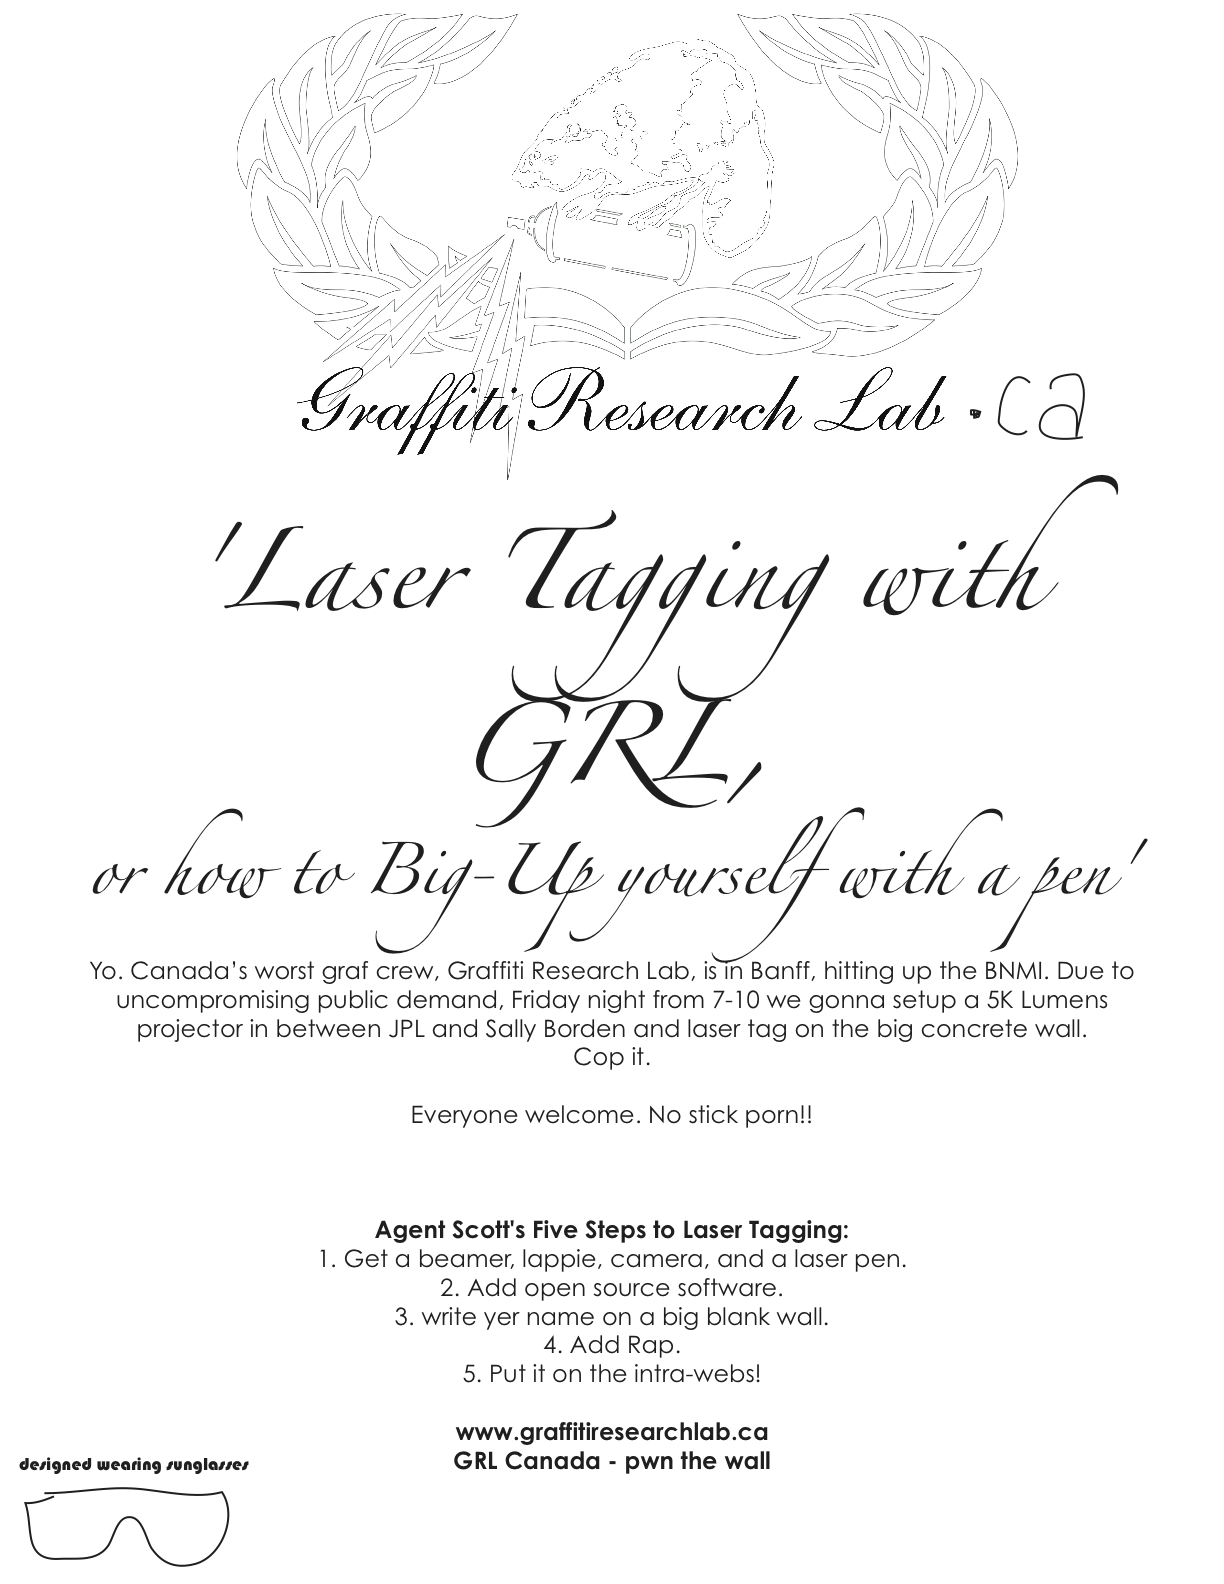 Graffiti Research Lab .ca
'Laser Tagging with
GRL,
or how to Big-Up yourself with a pen'
Yo. Canada’s worst graf crew, Graffiti Research Lab, is in Banff, hitting up the BNMI. Due to
uncompromising public demand, Friday night from 7-10 we gonna setup a 5K Lumens
projector in between JPL and Sally Borden and laser tag on the big concrete wall.
Cop it.
Everyone welcome. No stick porn!!
Agent Scott's Five Steps to Laser Tagging:
1. Get a beamer, lappie, camera, and a laser pen.
2. Add open source software.
3. write yer name on a big blank wall.
4. Add Rap.
5. Put it on the intra-webs!
www.graffitiresearchlab.ca
GRL Canada - pwn the wall
designed wearing sunglasses